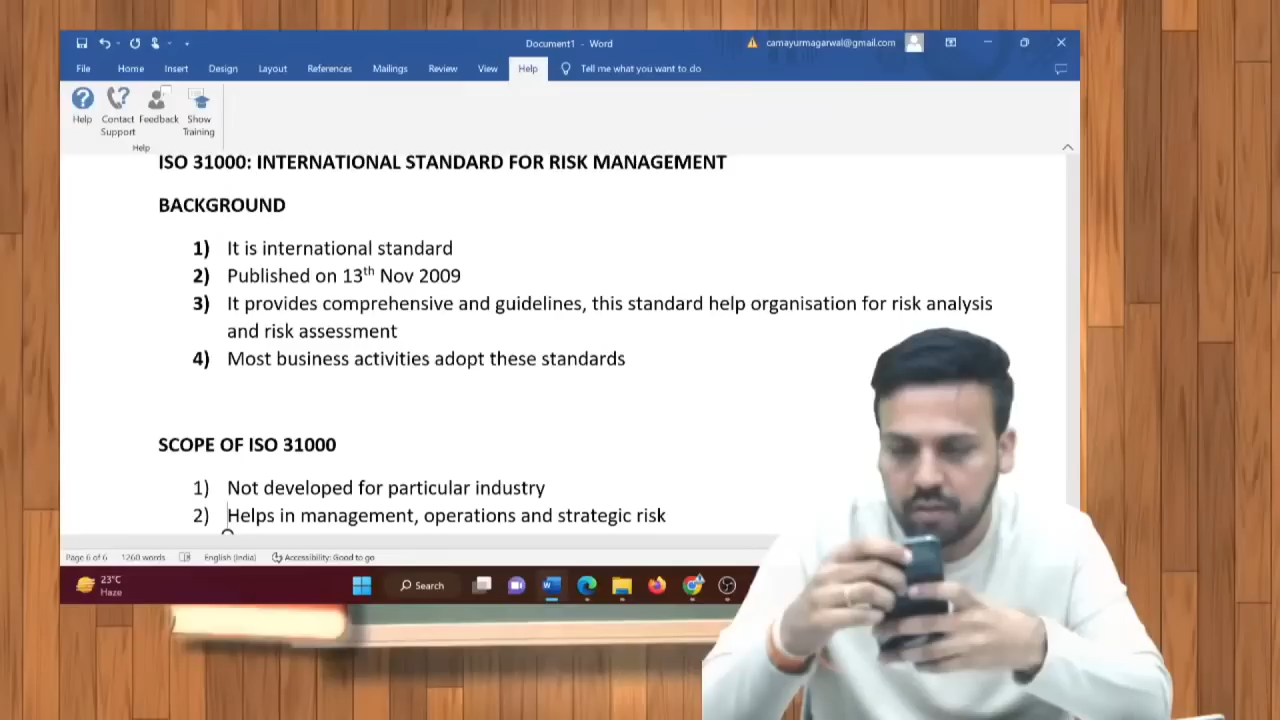 Document1 - Word
camayurmagarwal@gmail.com
File Home Insert Design Layout References Mailings Review View Help Tell me what you want to do
Help
Contact Support
Feedback
Show Training
Help
ISO 31000: INTERNATIONAL STANDARD FOR RISK MANAGEMENT
BACKGROUND
1) It is international standard
2) Published on 13th Nov 2009
3) It provides comprehensive and guidelines, this standard help organisation for risk analysis
and risk assessment
4) Most business activities adopt these standards
SCOPE OF ISO 31000
1) Not developed for particular industry
2) Helps in management, operations and strategic risk
Page 6 of 6 1260 words English (India) Accessibility: Good to go
23°C
Haze
Search